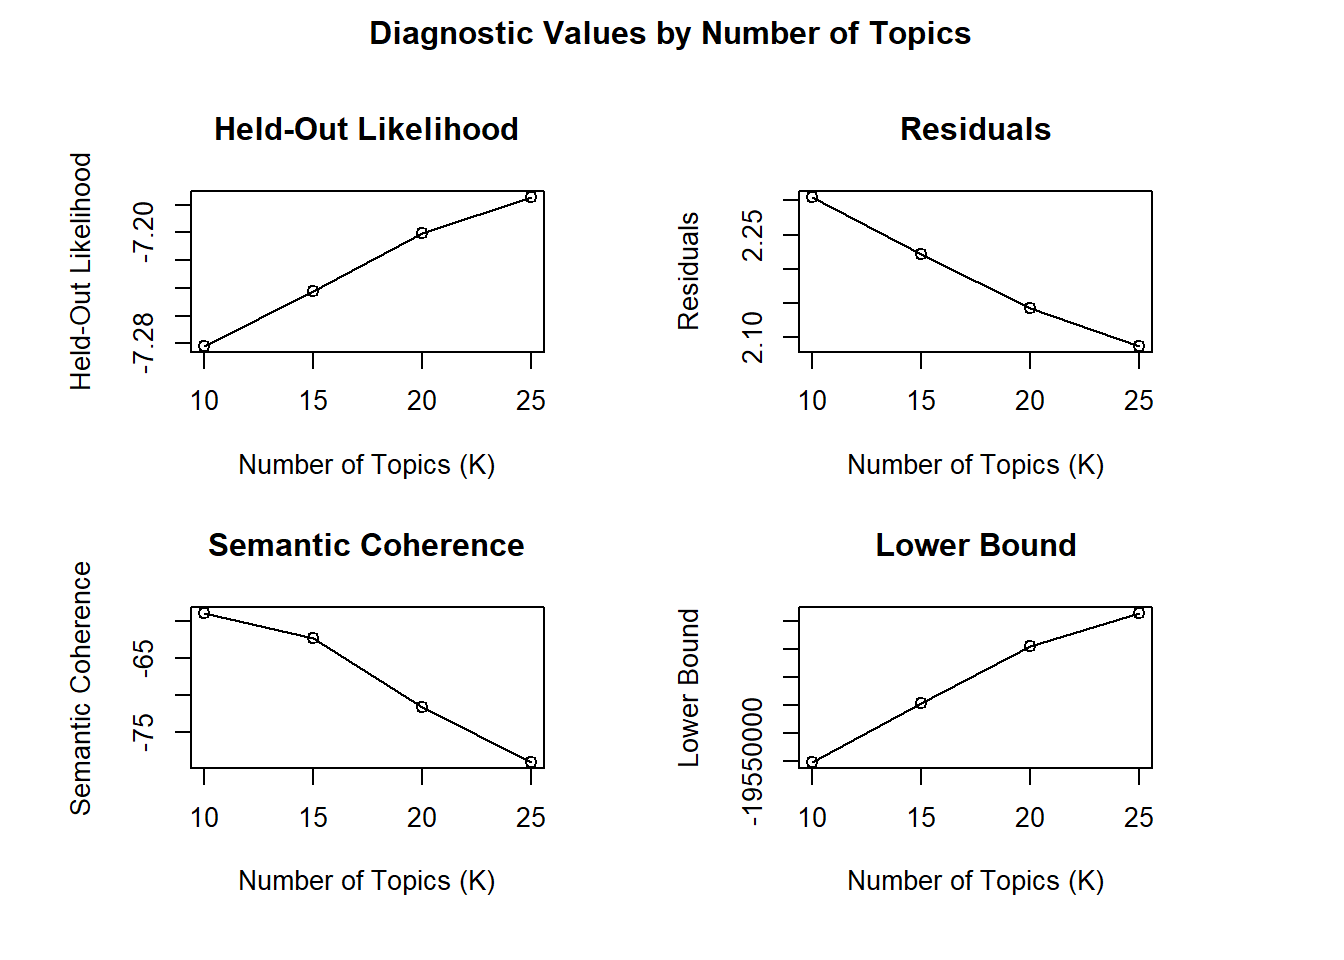 Diagnostic Values by Number of Topics
Held-Out Likelihood
Held-Out Likelihood
-7.20
-7.28
10 15 20 25
Number of Topics (K)
Residuals
Residuals
2.25
2.10
10 15 20 25
Number of Topics (K)
Semantic Coherence
Semantic Coherence
-65
-75
10 15 20 25
Number of Topics (K)
Lower Bound
Lower Bound
-19550000
10 15 20 25
Number of Topics (K)